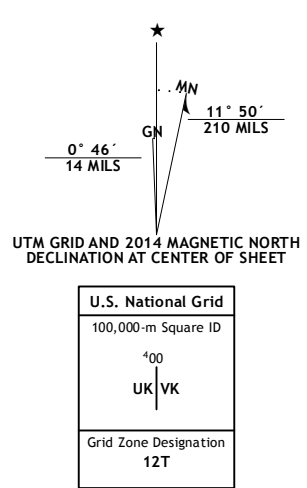 ★
MN
GN
11° 50´
210 MILS
0° 46´
14 MILS
UTM GRID AND 2014 MAGNETIC NORTH
DECLINATION AT CENTER OF SHEET
U.S. National Grid
100,000-m Square ID
⁴00
UK VK
Grid Zone Designation
12T